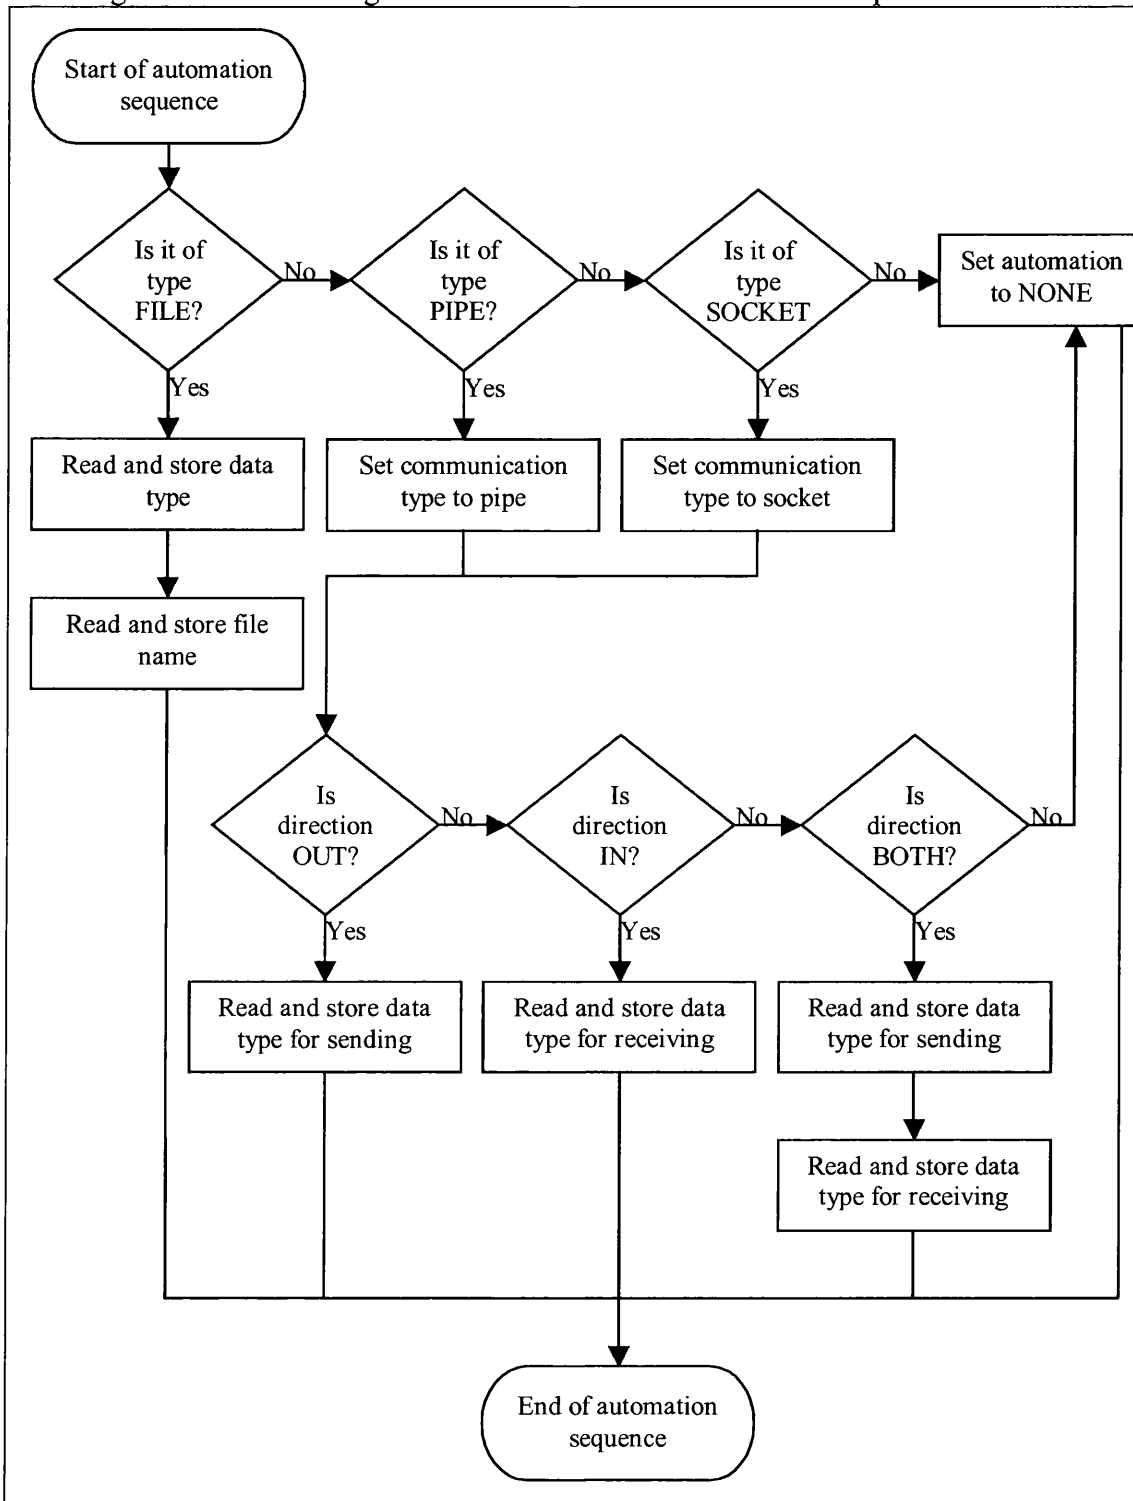 Start of automation
sequence
Is it of
type
FILE?
No
Is it of
type
PIPE?
No
Is it of
type
SOCKET
No
Set automation
to NONE
Yes
Yes
Yes
Read and store data
type
Set communication
type to pipe
Set communication
type to socket
Read and store file
name
Is
direction
OUT?
No
Is
direction
IN?
No
Is
direction
BOTH?
No
Yes
Yes
Yes
Read and store data
type for sending
Read and store data
type for receiving
Read and store data
type for sending
Read and store data
type for receiving
End of automation
sequence